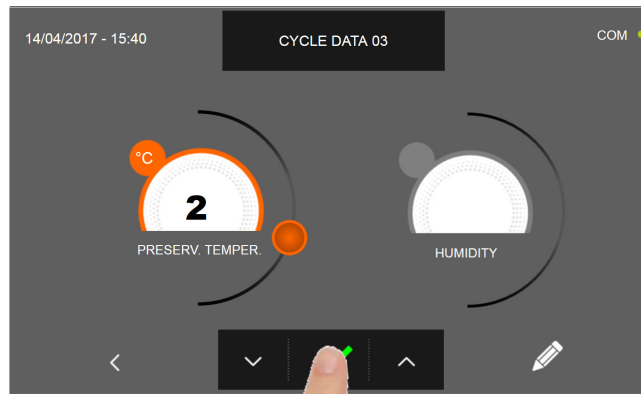 14/04/2017 - 15:40
CYCLE DATA 03
COM
°C
2
PRESERV. TEMPER.
HUMIDITY